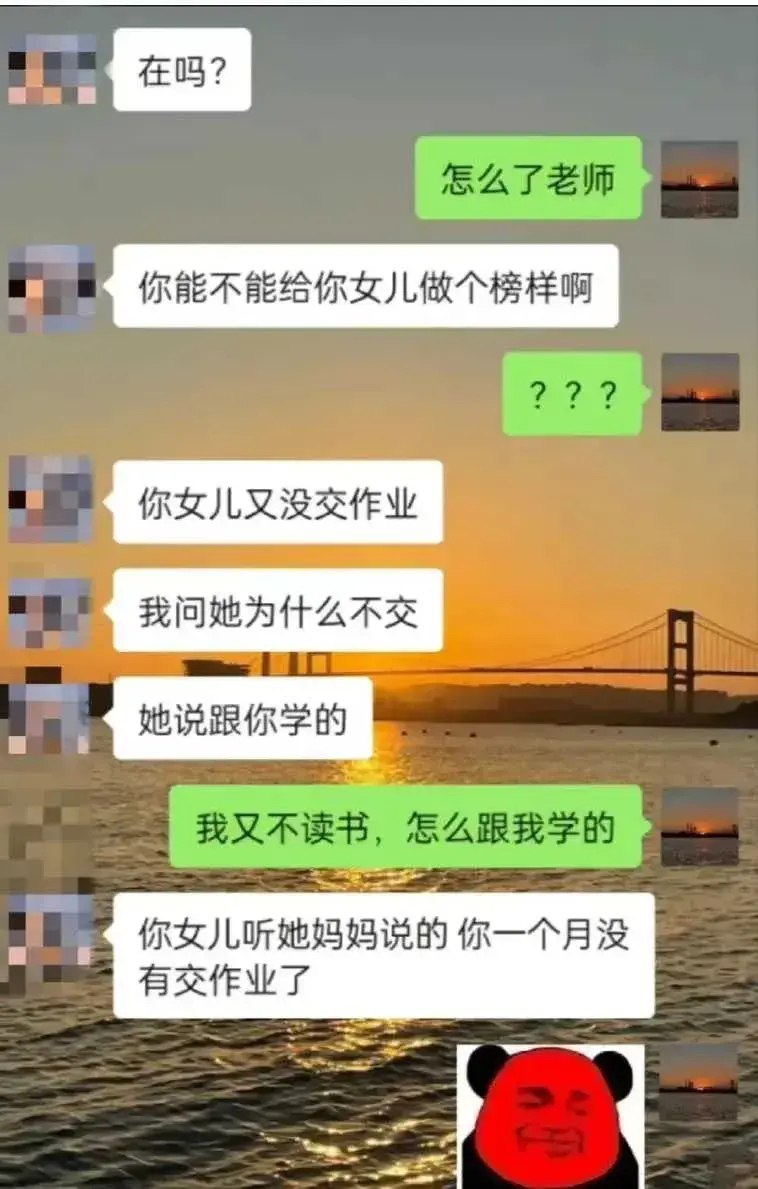 在吗？
怎么了老师
你能不能给你女儿做个榜样啊
？？？
你女儿又没交作业
我问她为什么不交
她说跟你学的
我又不读书，怎么跟我学的
你女儿听她妈妈说的 你一个月没
有交作业了